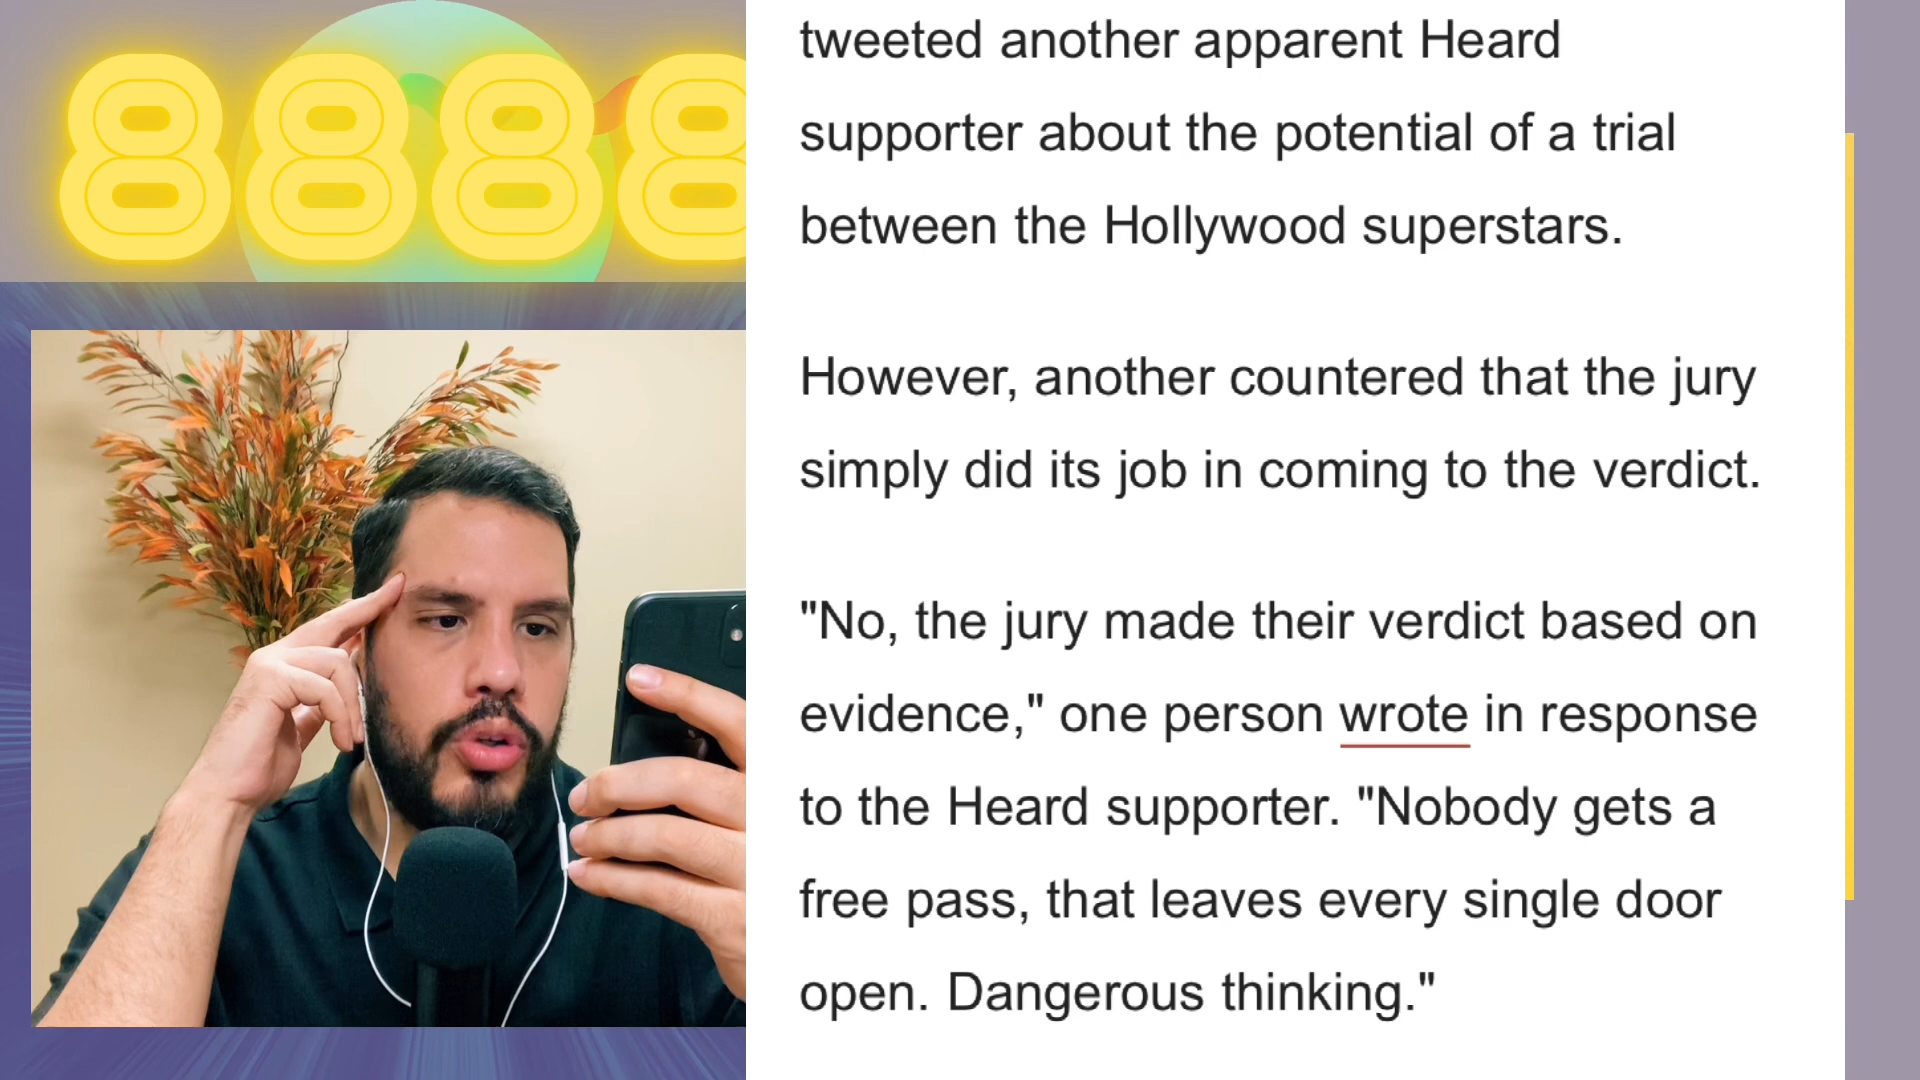 8888
tweeted another apparent Heard
supporter about the potential of a trial
between the Hollywood superstars.
However, another countered that the jury
simply did its job in coming to the verdict.
"No, the jury made their verdict based on
evidence," one person wrote in response
to the Heard supporter. "Nobody gets a
free pass, that leaves every single door
open. Dangerous thinking."